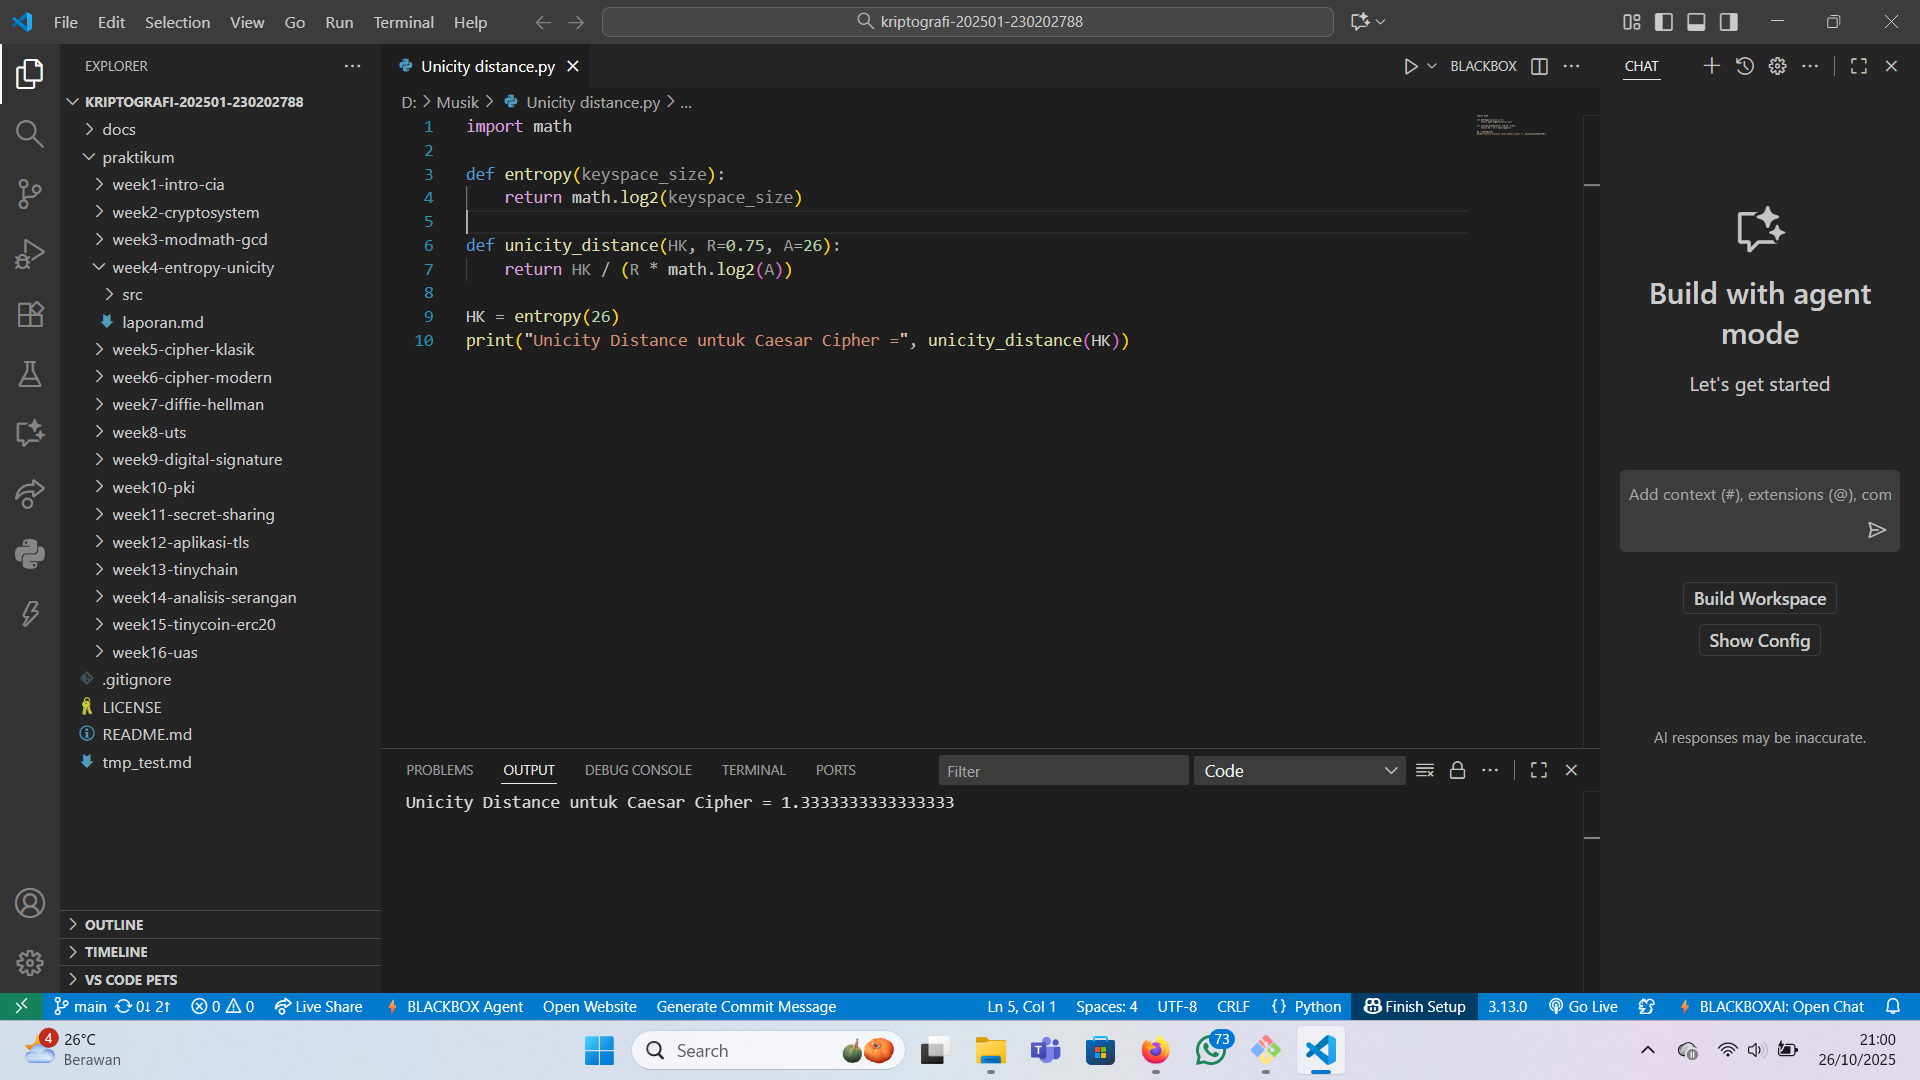 File Edit Selection View Go Run Terminal Help
kriptografi-202501-230202788
EXPLORER
KRIPTOGRAFI-202501-230202788
docs
praktikum
week1-intro-cia
week2-cryptosystem
week3-modmath-gcd
week4-entropy-unicity
src
laporan.md
week5-cipher-klasik
week6-cipher-modern
week7-diffie-hellman
week8-uts
week9-digital-signature
week10-pki
week11-secret-sharing
week12-aplikasi-tls
week13-tinychain
week14-analisis-serangan
week15-tinycoin-erc20
week16-uas
.gitignore
LICENSE
README.md
tmp_test.md
OUTLINE
TIMELINE
VS CODE PETS
Unicity distance.py
BLACKBOX
D: > Musik > Unicity distance.py > ...
1 import math
2
3 def entropy(keyspace_size):
4 return math.log2(keyspace_size)
5
6 def unicity_distance(HK, R=0.75, A=26):
7 return HK / (R * math.log2(A))
8
9 HK = entropy(26)
10 print("Unicity Distance untuk Caesar Cipher =", unicity_distance(HK))
PROBLEMS OUTPUT DEBUG CONSOLE TERMINAL PORTS
Filter
Code
Unicity Distance untuk Caesar Cipher = 1.3333333333333333
CHAT
Build with agent
mode
Let's get started
Add context (#), extensions (@), com
Build Workspace
Show Config
AI responses may be inaccurate.
main 0↓ 2↑ 0 0 Live Share BLACKBOX Agent Open Website Generate Commit Message
Ln 5, Col 1 Spaces: 4 UTF-8 CRLF {} Python Finish Setup 3.13.0 Go Live BLACKBOXAI: Open Chat
4
26°C
Berawan
Search
73
21:00
26/10/2025